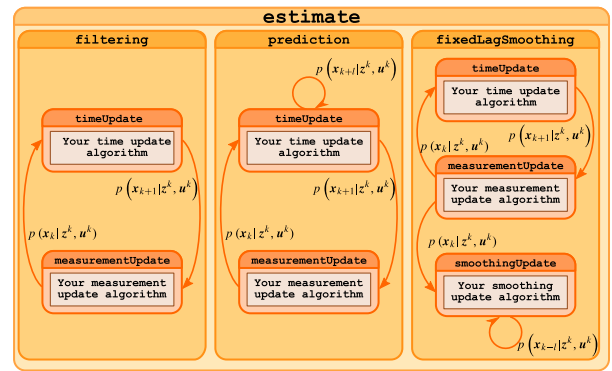 estimate
filtering
timeUpdate
Your time update
algorithm
p (x_{k+1}|z^k, u^k)
p (x_k|z^k, u^k)
measurementUpdate
Your measurement
update algorithm
prediction
p (x_{k+l}|z^k, u^k)
timeUpdate
Your time update
algorithm
p (x_{k+1}|z^k, u^k)
p (x_k|z^k, u^k)
measurementUpdate
Your measurement
update algorithm
fixedLagSmoothing
timeUpdate
Your time update
algorithm
p (x_{k+1}|z^k, u^k)
p (x_k|z^k, u^k)
measurementUpdate
Your measurement
update algorithm
p (x_k|z^k, u^k)
smoothingUpdate
Your smoothing
update algorithm
p (x_{k−l}|z^k, u^k)